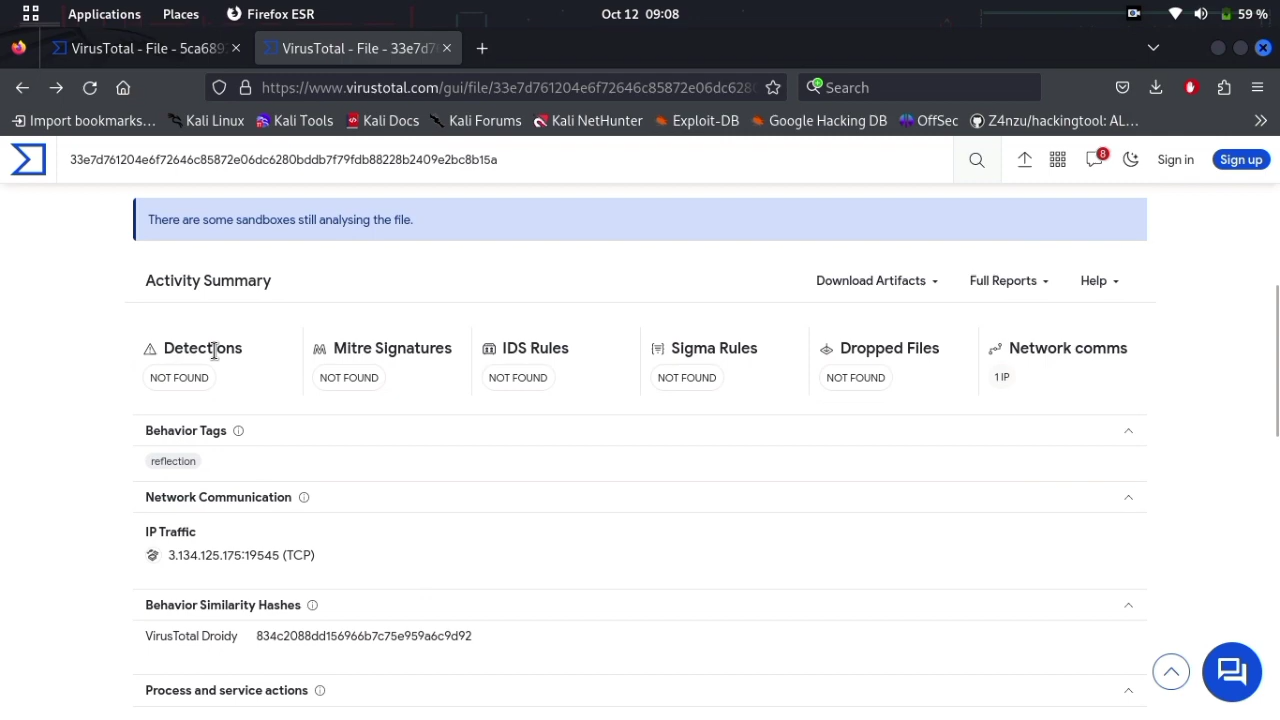 Applications
Places
Firefox ESR
Oct 12 09:08
59 %
VirusTotal - File - 5ca689
VirusTotal - File - 33e7d7
https://www.virustotal.com/gui/file/33e7d761204e6f72646c85872e06dc628
Search
Import bookmarks...
Kali Linux
Kali Tools
Kali Docs
Kali Forums
Kali NetHunter
Exploit-DB
Google Hacking DB
OffSec
Z4nzu/hackingtool: AL...
33e7d761204e6f72646c85872e06dc6280bddb7f79fdb88228b2409e2bc8b15a
8
Sign in
Sign up
There are some sandboxes still analysing the file.
Activity Summary
Download Artifacts
Full Reports
Help
Detections
Mitre Signatures
IDS Rules
Sigma Rules
Dropped Files
Network comms
NOT FOUND
NOT FOUND
NOT FOUND
NOT FOUND
NOT FOUND
1 IP
Behavior Tags
reflection
Network Communication
IP Traffic
3.134.125.175:19545 (TCP)
Behavior Similarity Hashes
VirusTotal Droidy
834c2088dd156966b7c75e959a6c9d92
Process and service actions